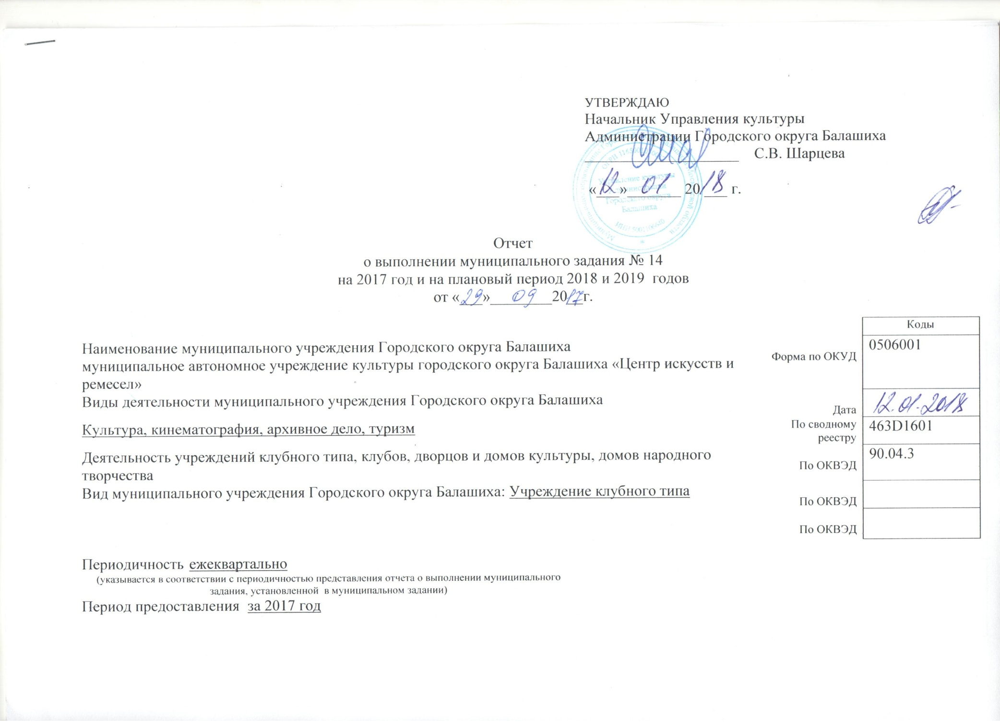 УТВЕРЖДАЮ
Начальник Управления культуры
Администрации Городского округа Балашиха
С.В. Шарцева
«12» 01 2018 г.
Управление культуры
Администрации
Городского округа
Балашиха
Отчет
о выполнении муниципального задания № 14
на 2017 год и на плановый период 2018 и 2019 годов
от «29» 09 2017г.
Коды
Наименование муниципального учреждения Городского округа Балашиха
муниципальное автономное учреждение культуры городского округа Балашиха «Центр искусств и
ремесел»
Форма по ОКУД 0506001
Виды деятельности муниципального учреждения Городского округа Балашиха
Дата 12.01.2018
Культура, кинематография, архивное дело, туризм
По сводному
реестру 463D1601
Деятельность учреждений клубного типа, клубов, дворцов и домов культуры, домов народного
творчества
По ОКВЭД 90.04.3
Вид муниципального учреждения Городского округа Балашиха: Учреждение клубного типа
По ОКВЭД
По ОКВЭД
Периодичность ежеквартально
(указывается в соответствии с периодичностью представления отчета о выполнении муниципального
задания, установленной в муниципальном задании)
Период предоставления за 2017 год